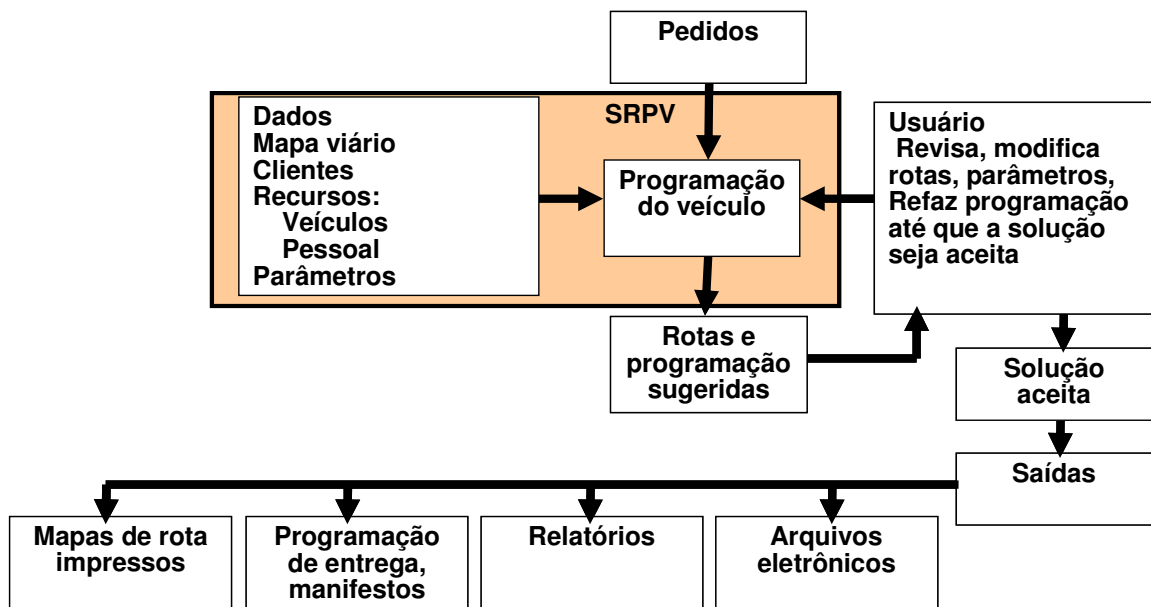 Pedidos
SRPV
Dados
Mapa viário
Clientes
Recursos:
Veículos
Pessoal
Parâmetros
Programação
do veículo
Usuário
Revisa, modifica
rotas, parâmetros,
Refaz programação
até que a solução
seja aceita
Rotas e
programação
sugeridas
Solução
aceita
Saídas
Mapas de rota
impressos
Programação
de entrega,
manifestos
Relatórios
Arquivos
eletrônicos